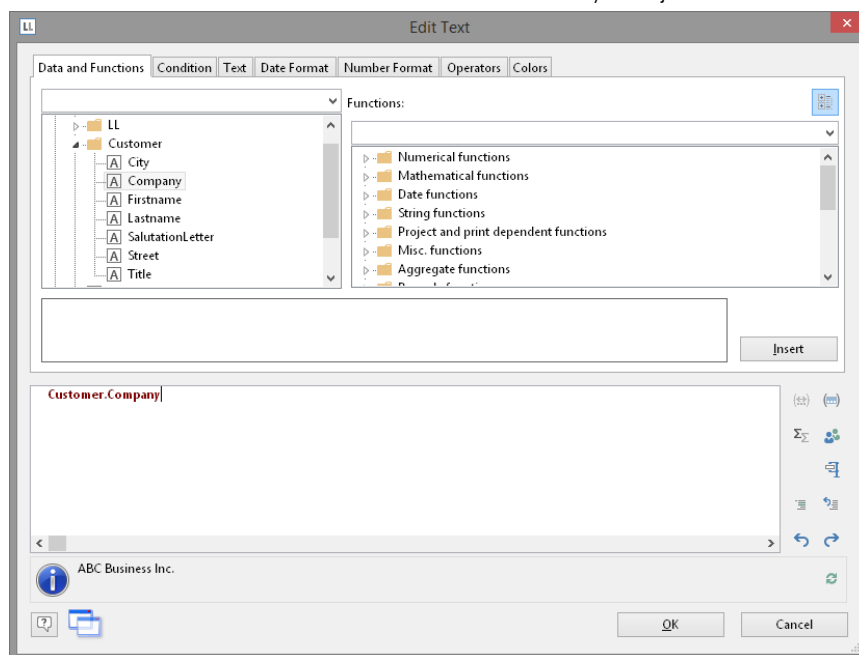 LL
Edit Text
Data and Functions Condition Text Date Format Number Format Operators Colors
Functions:
LL
Customer
A City
A Company
A Firstname
A Lastname
A SalutationLetter
A Street
A Title
Numerical functions
Mathematical functions
Date functions
String functions
Project and print dependent functions
Misc. functions
Aggregate functions
Insert
Customer.Company
ABC Business Inc.
OK Cancel